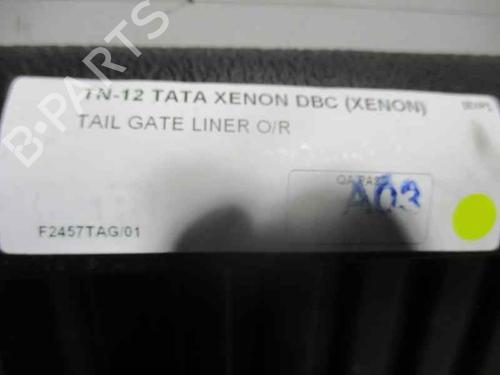 TN-12 TATA XENON DBC (XENON)
TAIL GATE LINER O/R
A03
F2457TAG/01
B-PARTS